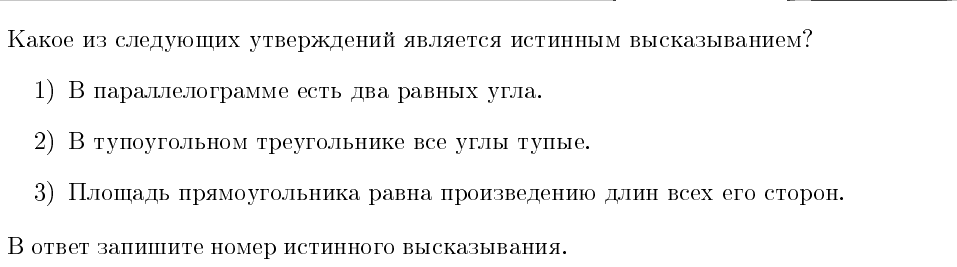 Какое из следующих утверждений является истинным высказыванием?
1) В параллелограмме есть два равных угла.
2) В тупоугольном треугольнике все углы тупые.
3) Площадь прямоугольника равна произведению длин всех его сторон.
В ответ запишите номер истинного высказывания.